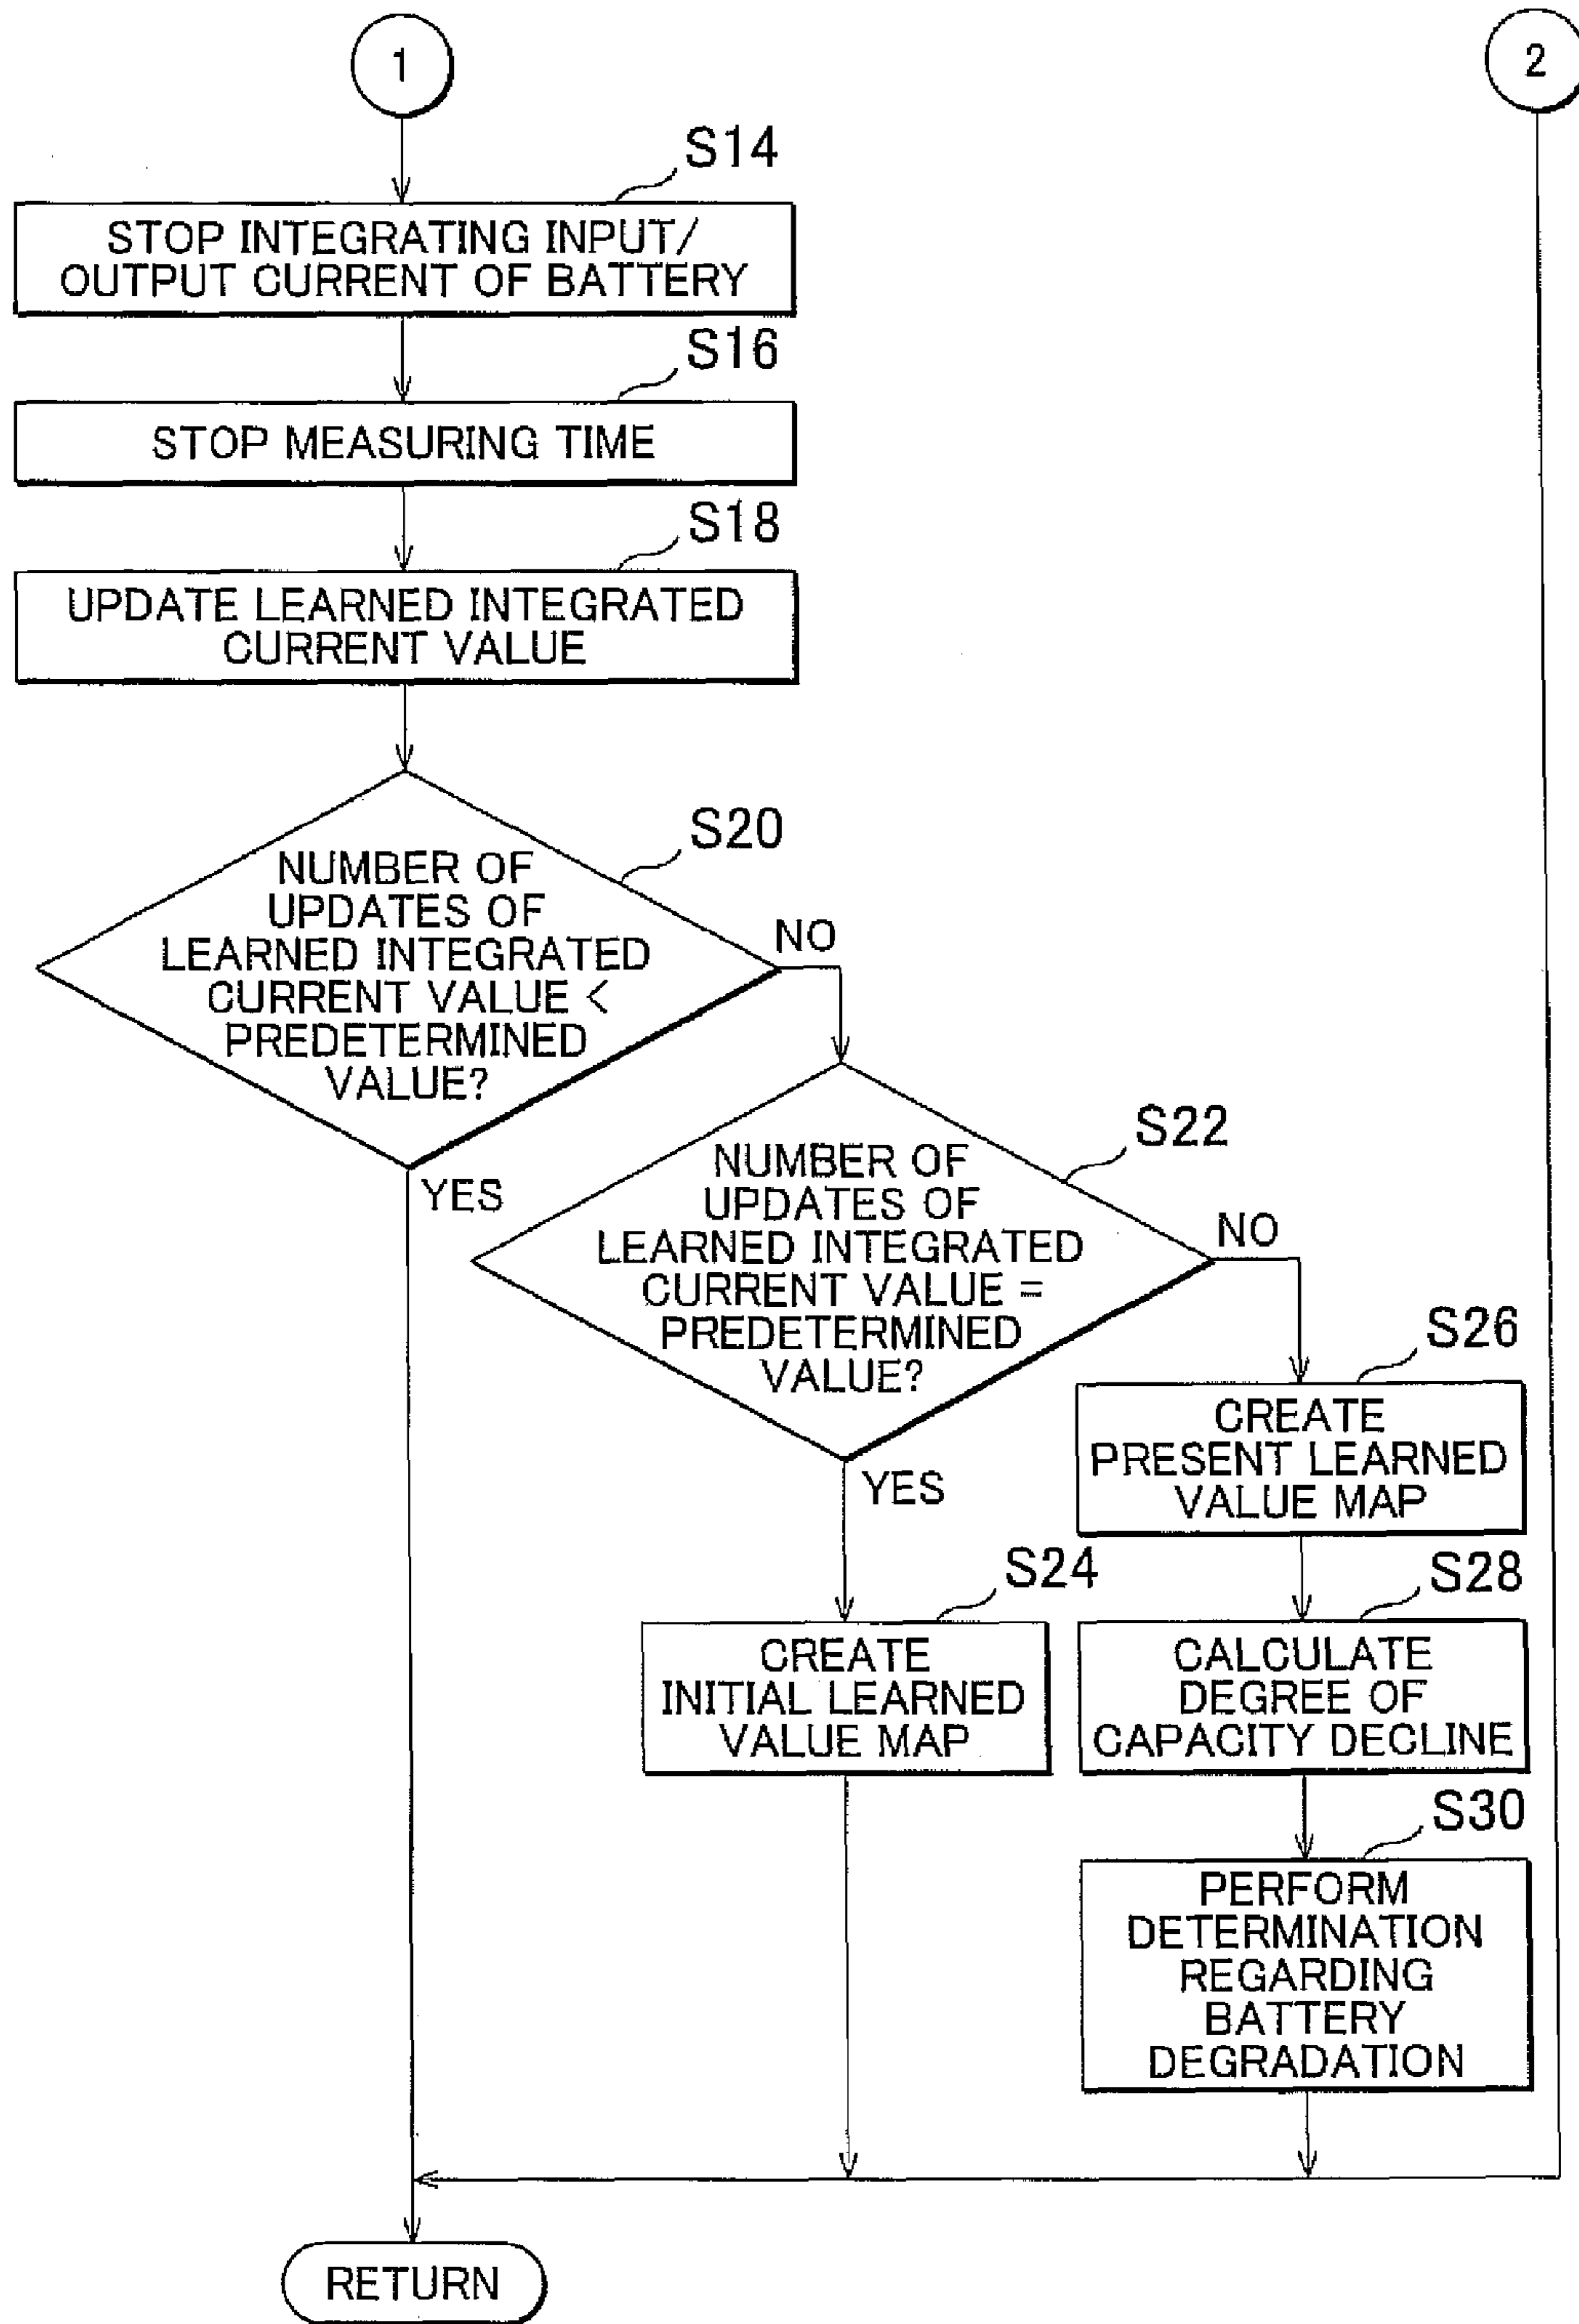 1
2
S14
STOP INTEGRATING INPUT/
OUTPUT CURRENT OF BATTERY
S16
STOP MEASURING TIME
S18
UPDATE LEARNED INTEGRATED
CURRENT VALUE
S20
NUMBER OF
UPDATES OF
LEARNED INTEGRATED
CURRENT VALUE <
PREDETERMINED
VALUE?
NO
YES
S22
NUMBER OF
UPDATES OF
LEARNED INTEGRATED
CURRENT VALUE =
PREDETERMINED
VALUE?
NO
YES
S26
CREATE
PRESENT LEARNED
VALUE MAP
S24
CREATE
INITIAL LEARNED
VALUE MAP
S28
CALCULATE
DEGREE OF
CAPACITY DECLINE
S30
PERFORM
DETERMINATION
REGARDING
BATTERY
DEGRADATION
RETURN